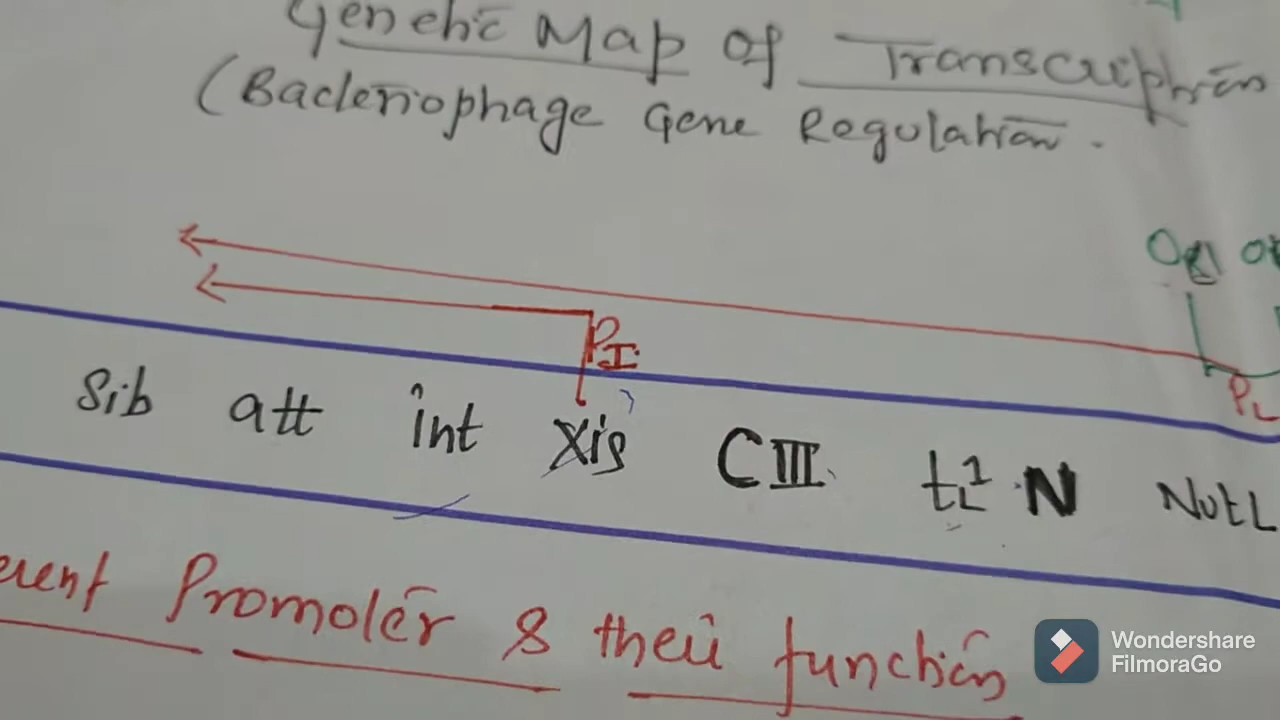 Genetic Map Of Transcription
(Bacteriophage Gene Regulation.
PI
PL
Sib att int Xis CIII tL1 N NutL
erent Promoter & their function
Wondershare
FilmoraGo